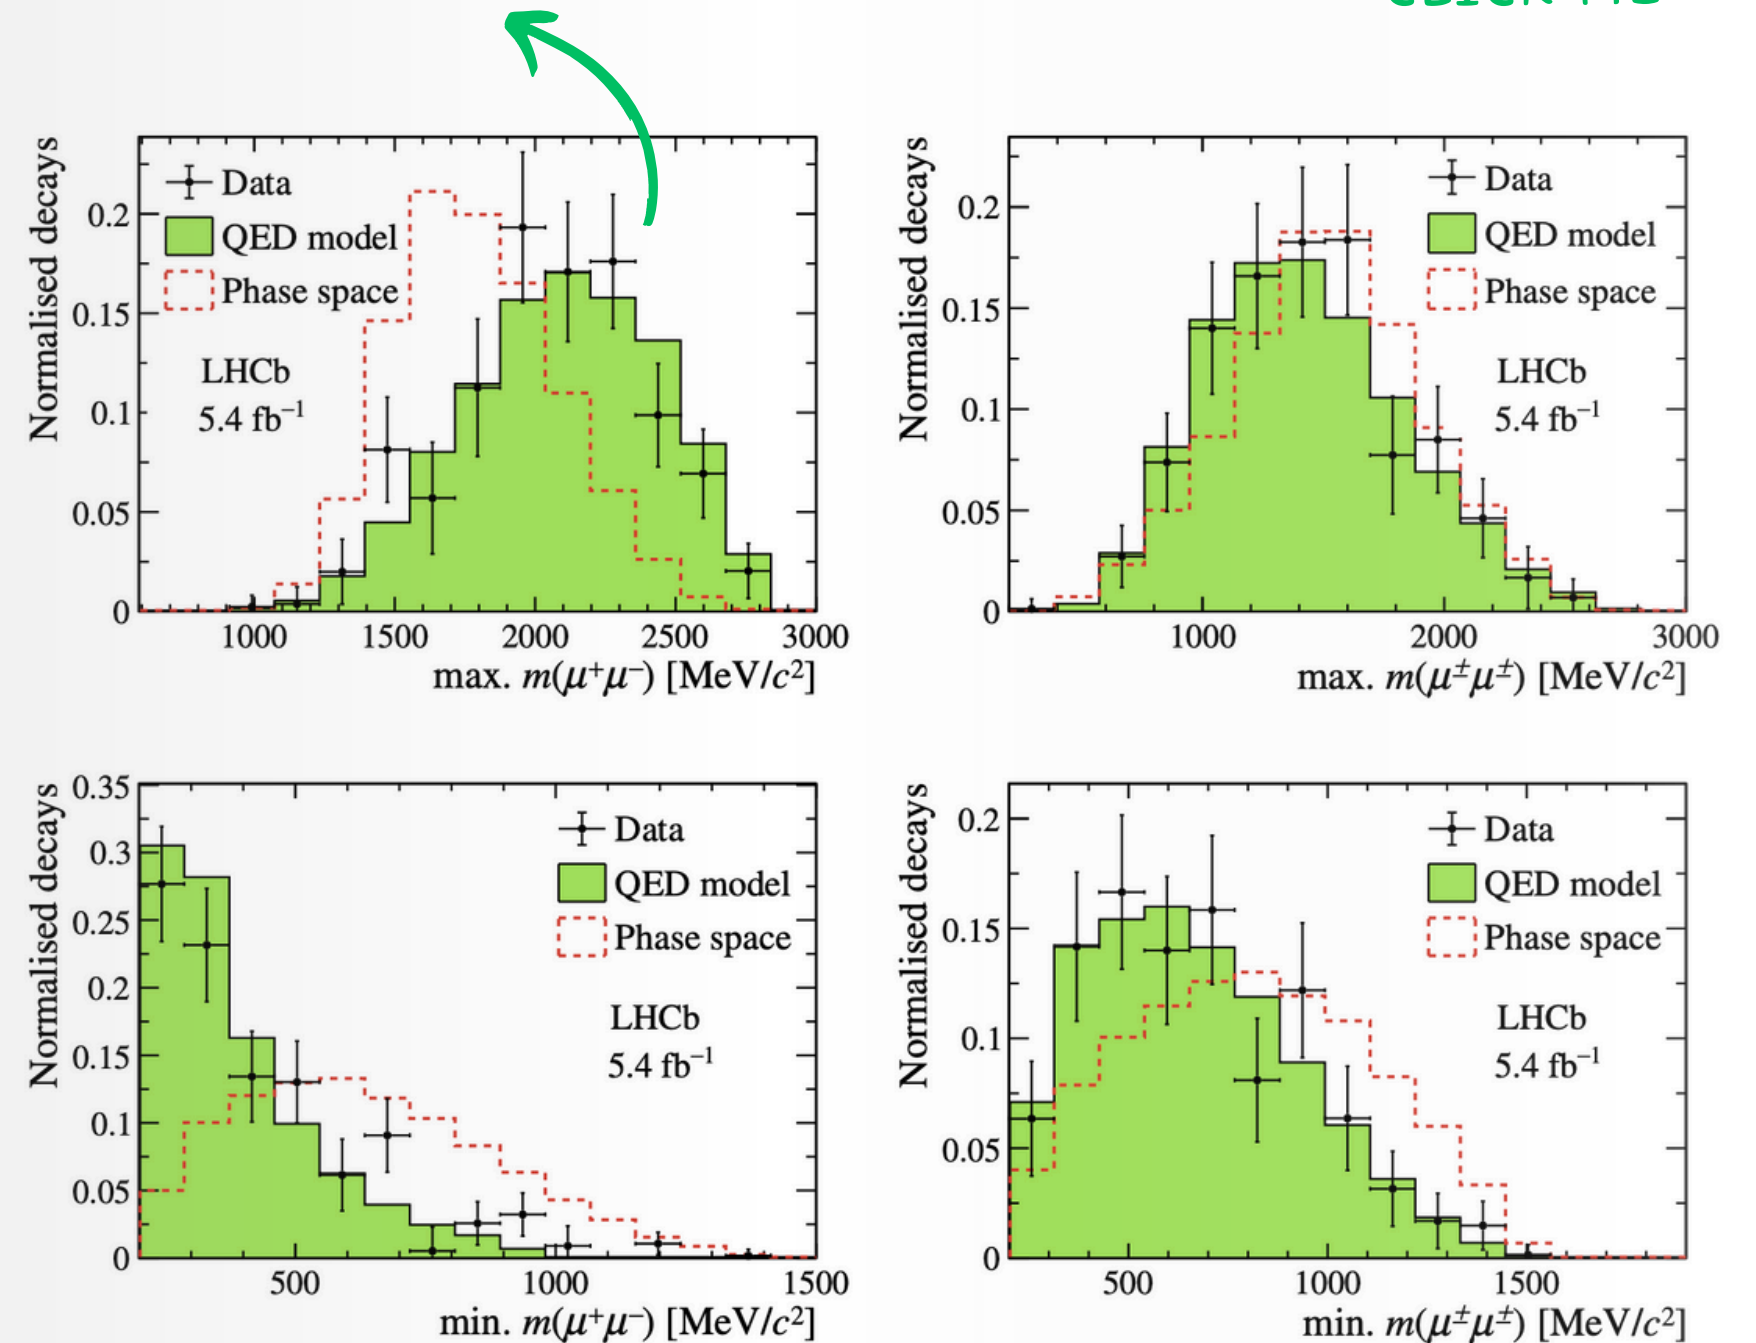 CLICK ME
Normalised decays
0.2
0.15
0.1
0.05
0
Data
QED model
Phase space
LHCb
5.4 fb⁻¹
1000 1500 2000 2500 3000
max. m(μ⁺μ⁻) [MeV/c²]
Normalised decays
0.2
0.15
0.1
0.05
0
Data
QED model
Phase space
LHCb
5.4 fb⁻¹
1000 2000 3000
max. m(μ±μ±) [MeV/c²]
Normalised decays
0.35
0.3
0.25
0.2
0.15
0.1
0.05
0
Data
QED model
Phase space
LHCb
5.4 fb⁻¹
500 1000 1500
min. m(μ⁺μ⁻) [MeV/c²]
Normalised decays
0.2
0.15
0.1
0.05
0
Data
QED model
Phase space
LHCb
5.4 fb⁻¹
500 1000 1500
min. m(μ±μ±) [MeV/c²]